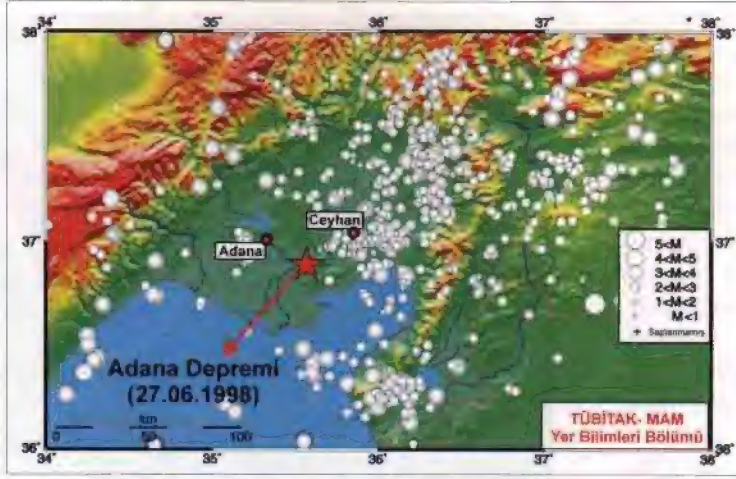 34° 35° 36° 37° 38°
38° 38°
Ceyhan
37° Adana 37°
5<M
4<M<5
3<M<4
2<M<3
1<M<2
M<1
Saptanmamış
Adana Depremi
(27.06.1998)
km
0 50 100
TÜBİTAK- MAM
Yer Bilimleri Bölümü
36° 36°
34° 35° 36° 37° 38°